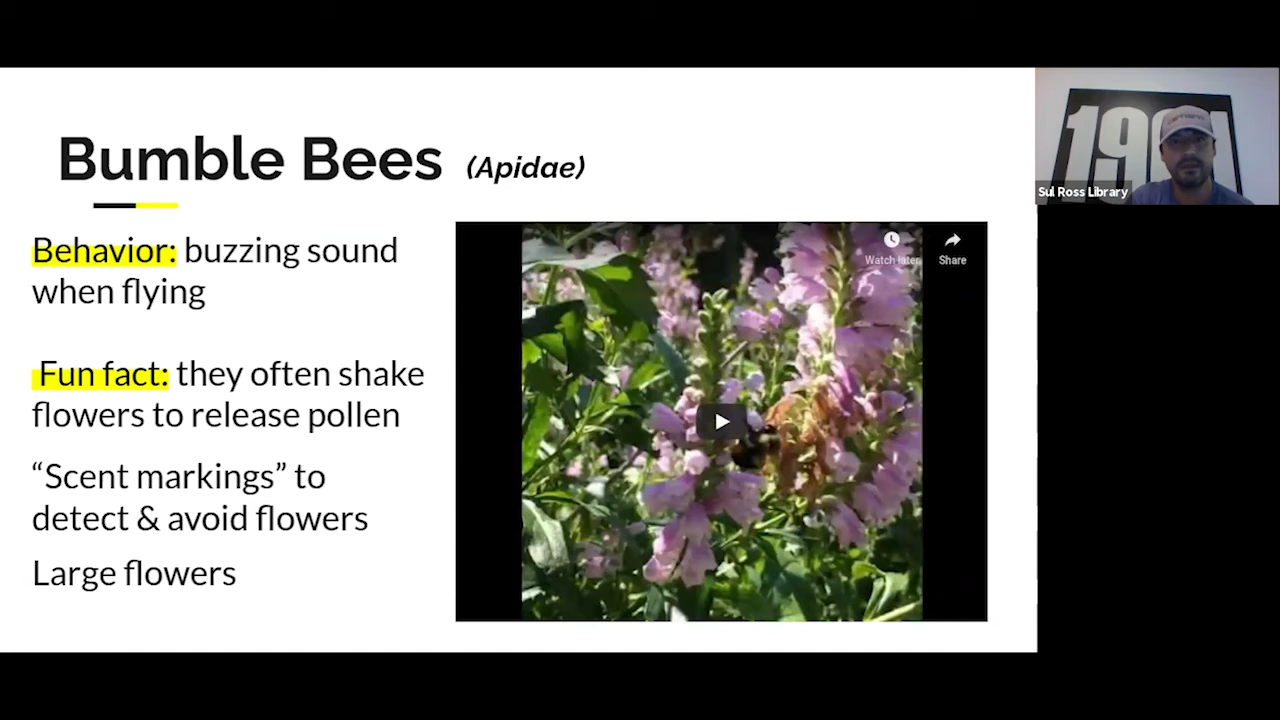 Bumble Bees (Apidae)
Behavior: buzzing sound
when flying
Fun fact: they often shake
flowers to release pollen
“Scent markings” to
detect & avoid flowers
Large flowers
Watch later
Share
Sul Ross Library